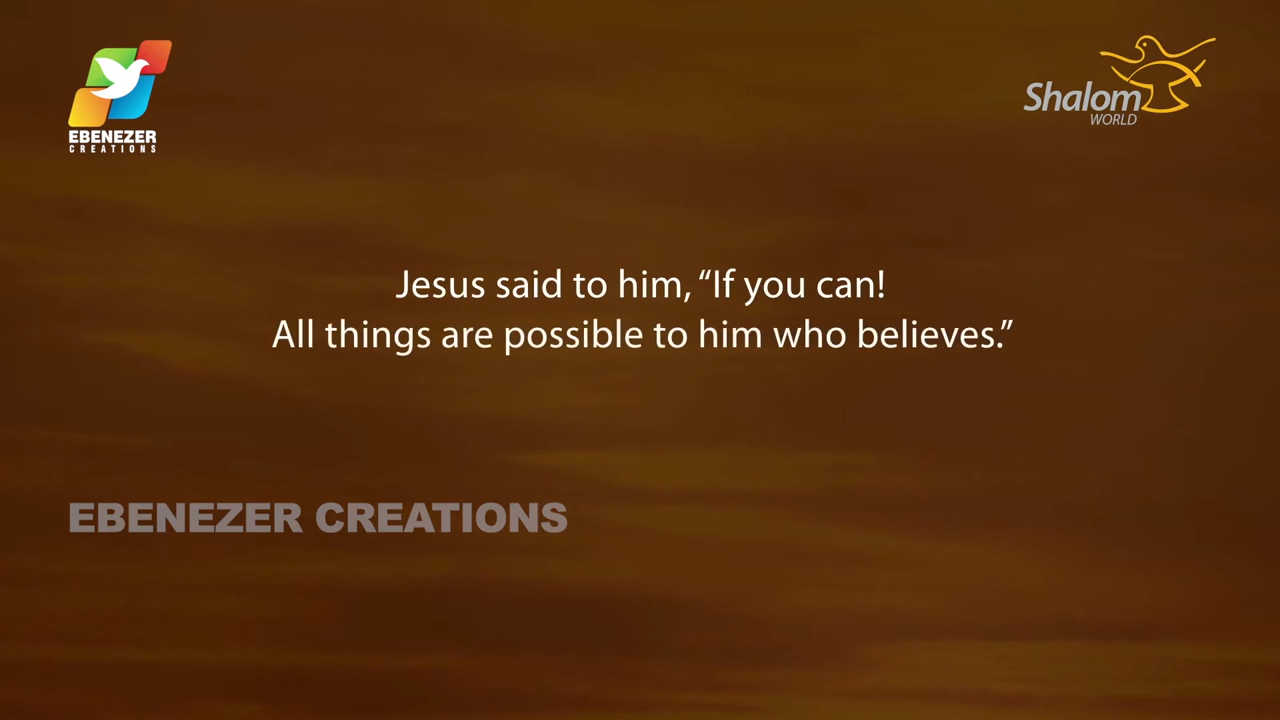 EBENEZER
CREATIONS
Shalom
WORLD
Jesus said to him, “If you can!
All things are possible to him who believes.”
EBENEZER CREATIONS